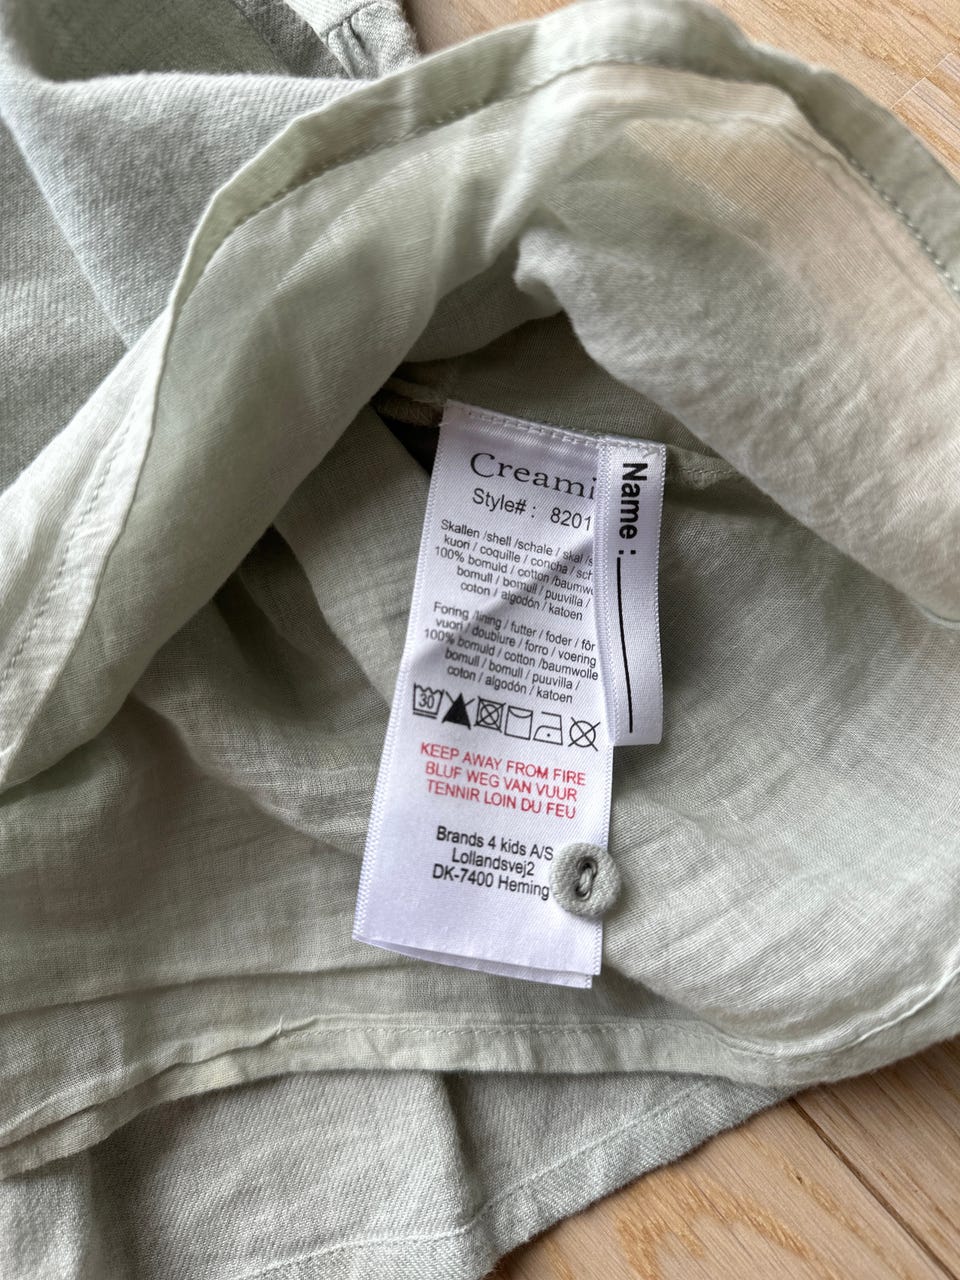 Creami
Style# : 8201
Skallen /shell /schale / skal /s
kuori / coquille / concha / sch
100% bomuld / cotton /baumwo
bomull / bomull / puuvilla /
coton / algodón / katoen
Foring /lining / futter / foder / för
vuori / doublure / forro / voering
100% bomuld / cotton /baumwolle
bomull / bomull / puuvilla /
coton / algodón / katoen
30
KEEP AWAY FROM FIRE
BLIJF WEG VAN VUUR
TENNIR LOIN DU FEU
Brands 4 kids A/S
Lollandsvej2
DK-7400 Heming
Name :